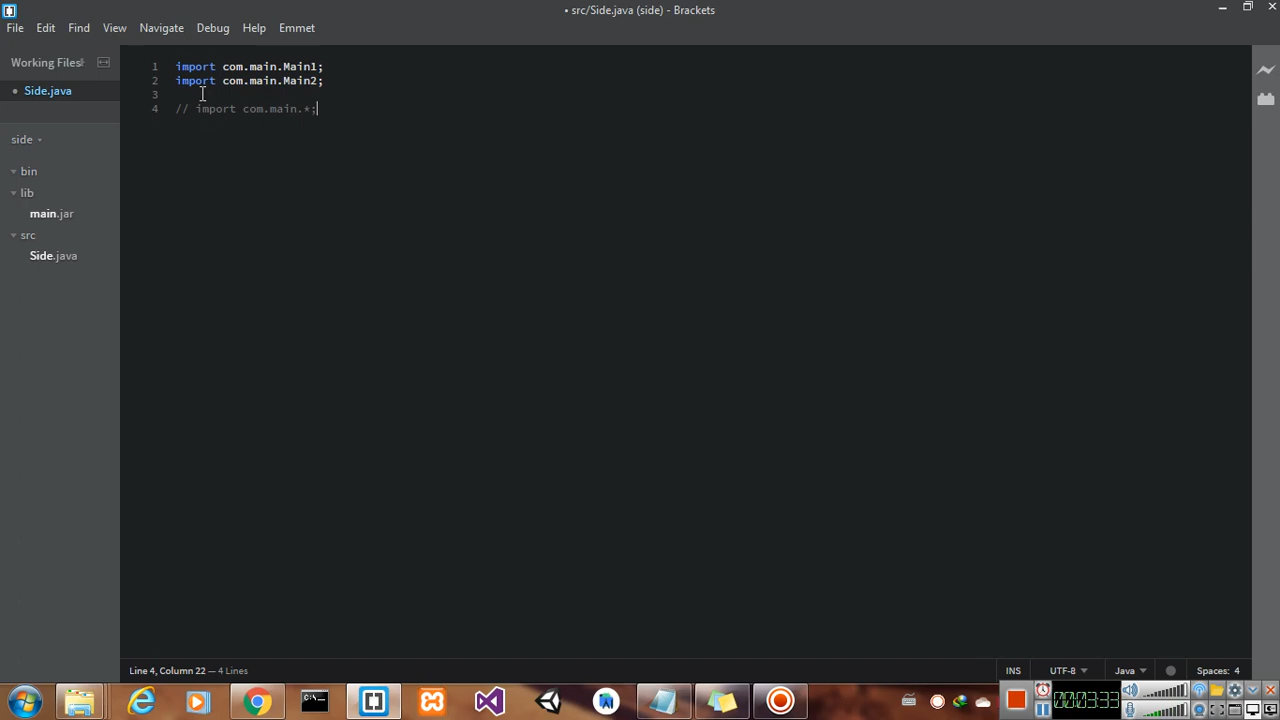 • src/Side.java (side) - Brackets
File Edit Find View Navigate Debug Help Emmet
Working Files
• Side.java
side
bin
lib
main.jar
src
Side.java
1 import com.main.Main1;
2 import com.main.Main2;
3
4 // import com.main.*;
Line 4, Column 22 — 4 Lines
INS UTF-8 Java Spaces: 4
C:\